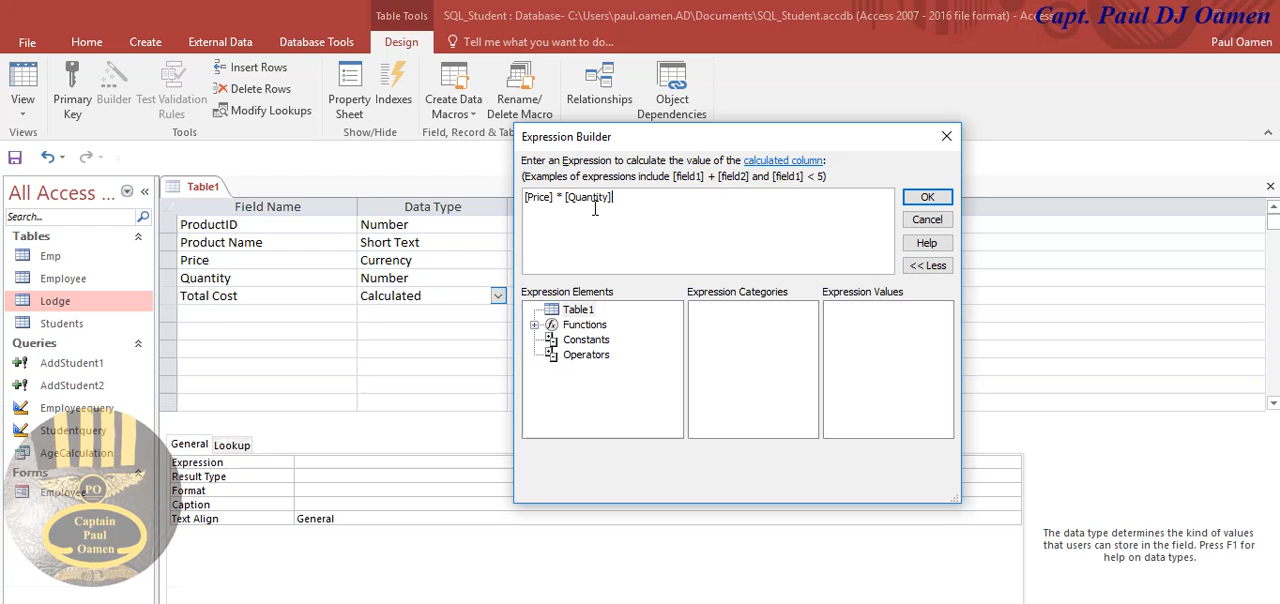 Table Tools
SQL_Student : Database- C:\Users\paul.oamen.AD\Documents\SQL_Student.accdb (Access 2007 - 2016 file format) - Access
Capt. Paul DJ Oamen
File
Home
Create
External Data
Database Tools
Design
Tell me what you want to do...
Paul Oamen
View
Primary Key
Builder
Test Validation Rules
Insert Rows
Delete Rows
Modify Lookups
Property Sheet
Indexes
Create Data Macros
Rename/ Delete Macro
Relationships
Object Dependencies
Views
Tools
Show/Hide
Field, Record & Ta
All Access ...
Search...
Tables
Emp
Employee
Lodge
Students
Queries
AddStudent1
AddStudent2
Employeequery
Studentquery
AgeCalculation
Forms
Employe
PO
Captain
Paul
Oamen
Table1
Field Name
Data Type
ProductID
Number
Product Name
Short Text
Price
Currency
Quantity
Number
Total Cost
Calculated
General
Lookup
Expression
Result Type
Format
Caption
Text Align
General
Expression Builder
Enter an Expression to calculate the value of the calculated column:
(Examples of expressions include [field1] + [field2] and [field1] < 5)
[Price] * [Quantity]
OK
Cancel
Help
<< Less
Expression Elements
Expression Categories
Expression Values
Table1
Functions
Constants
Operators
The data type determines the kind of values
that users can store in the field. Press F1 for
help on data types.